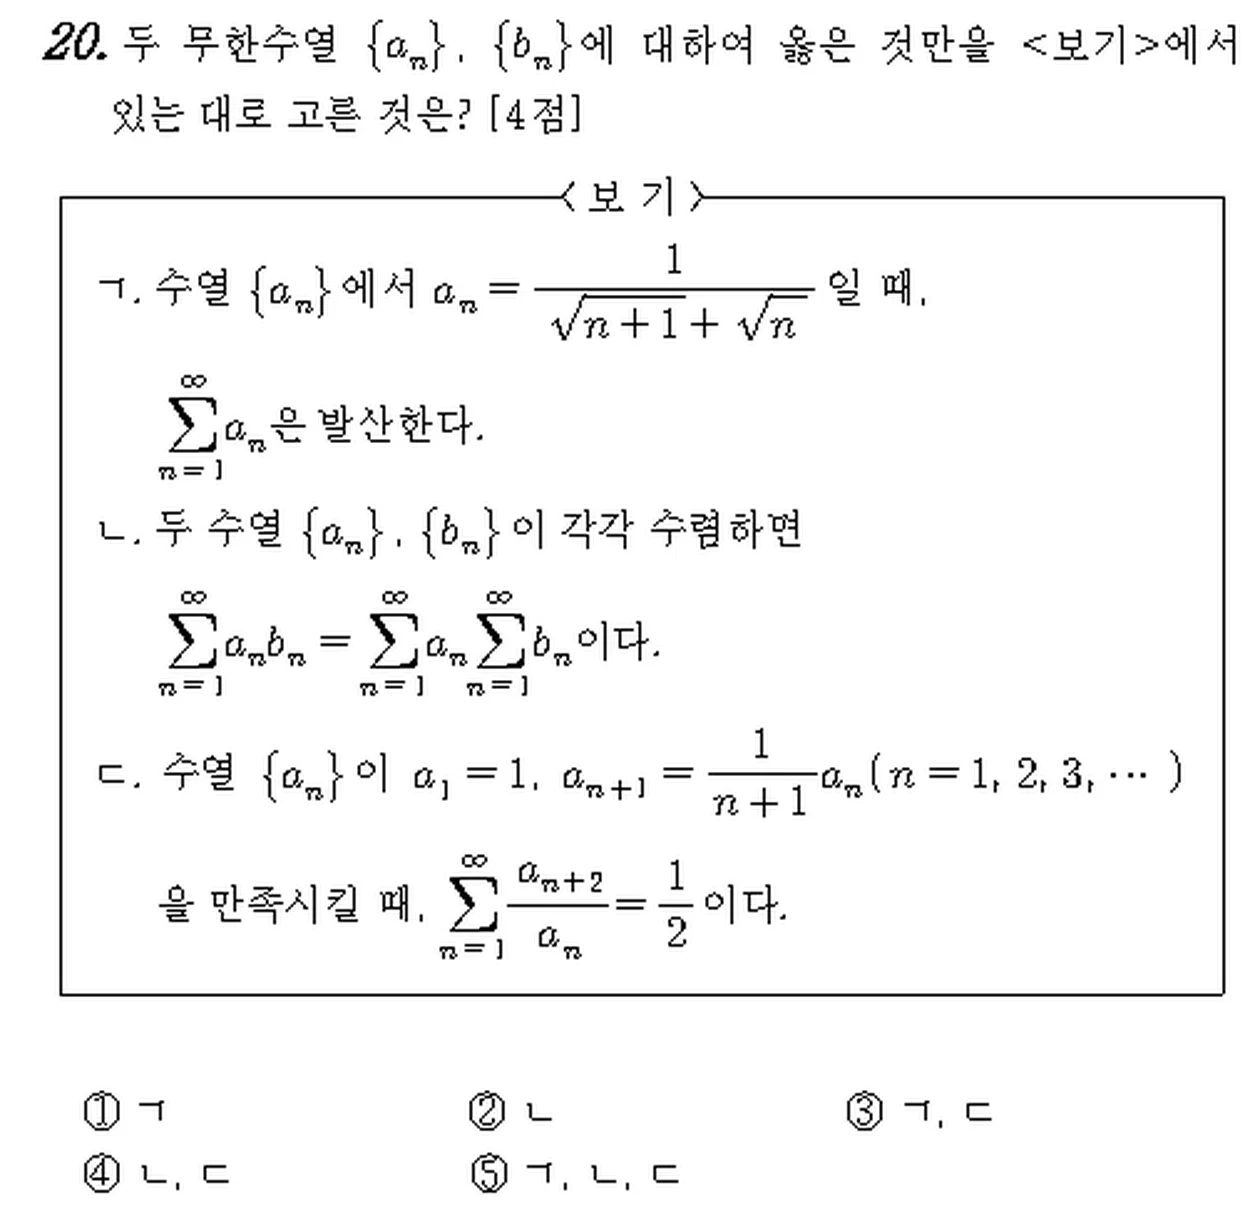 20. 두 무한수열 {aₙ}, {bₙ}에 대하여 옳은 것만을 <보기>에서
있는 대로 고른 것은? [4점]
<보 기>
ㄱ. 수열 {aₙ}에서 aₙ = 1/(√(n+1) + √n) 일 때,
∑_{n=1}^{∞} aₙ은 발산한다.
ㄴ. 두 수열 {aₙ}, {bₙ}이 각각 수렴하면
∑_{n=1}^{∞} aₙbₙ = ∑_{n=1}^{∞} aₙ ∑_{n=1}^{∞} bₙ이다.
ㄷ. 수열 {aₙ}이 a₁ = 1, aₙ₊₁ = 1/(n+1) aₙ (n = 1, 2, 3, ⋯ )
을 만족시킬 때, ∑_{n=1}^{∞} aₙ₊₂/aₙ = 1/2 이다.
① ㄱ ② ㄴ ③ ㄱ, ㄷ
④ ㄴ, ㄷ ⑤ ㄱ, ㄴ, ㄷ